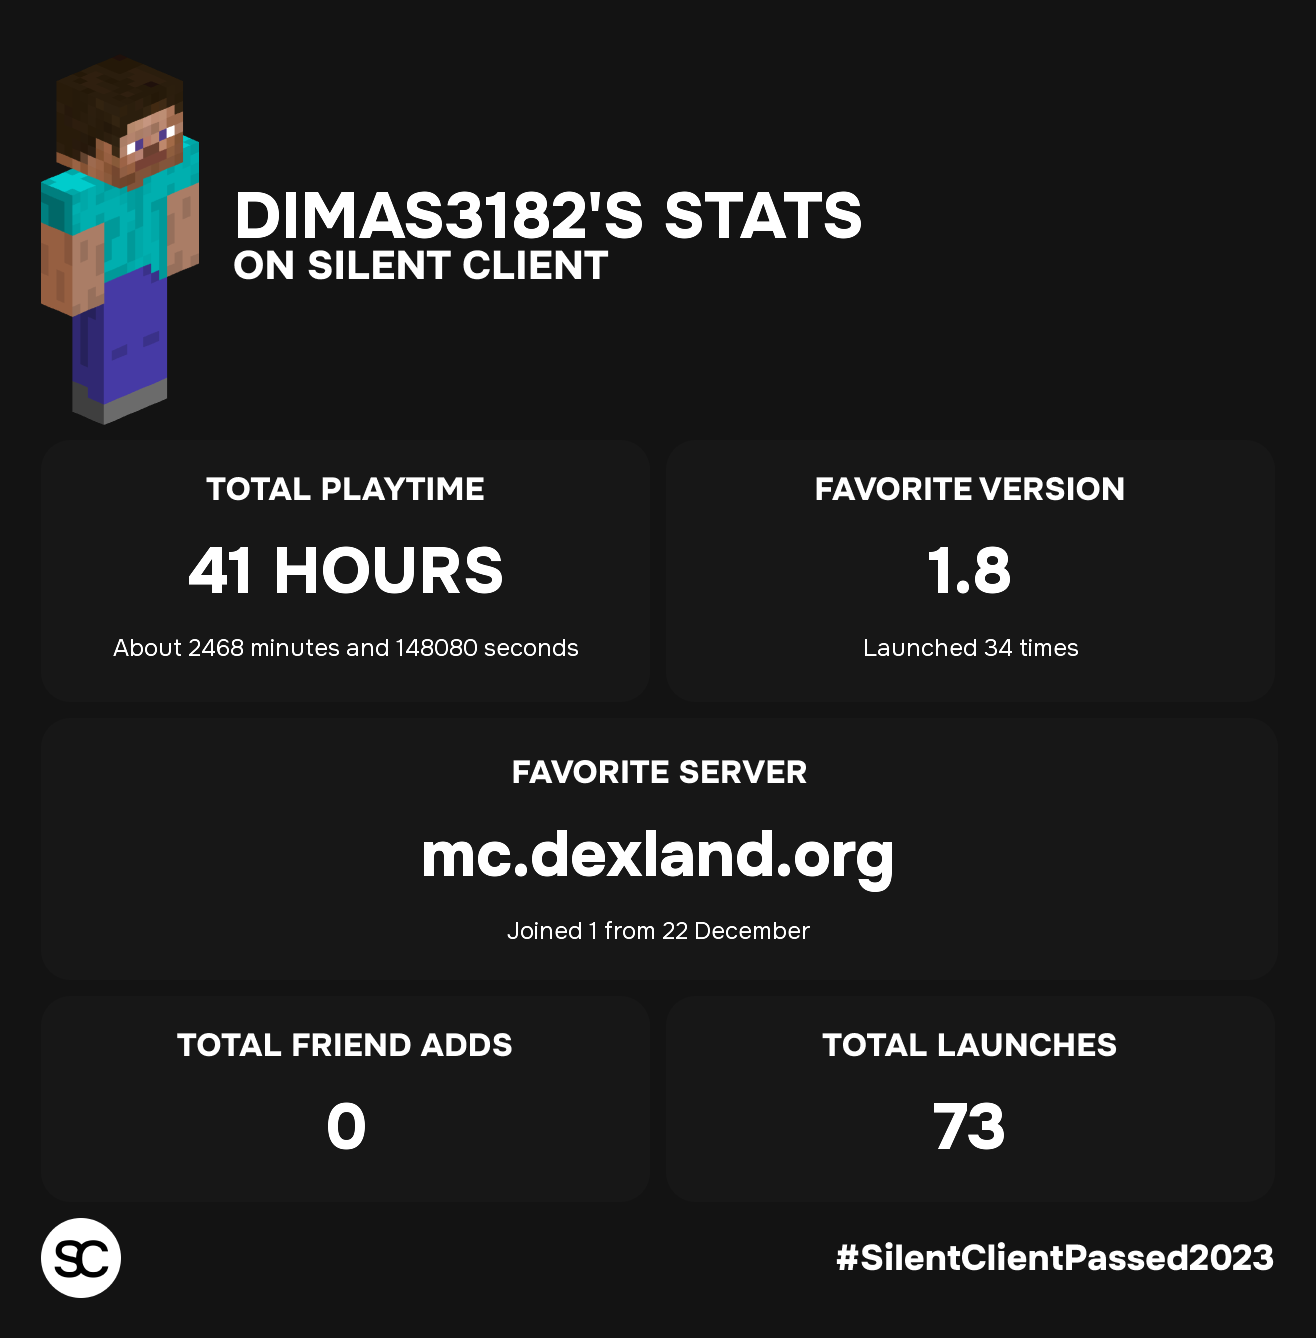 DIMAS3182'S STATS
ON SILENT CLIENT
TOTAL PLAYTIME
41 HOURS
About 2468 minutes and 148080 seconds
FAVORITE VERSION
1.8
Launched 34 times
FAVORITE SERVER
mc.dexland.org
Joined 1 from 22 December
TOTAL FRIEND ADDS
0
TOTAL LAUNCHES
73
SC
#SilentClientPassed2023